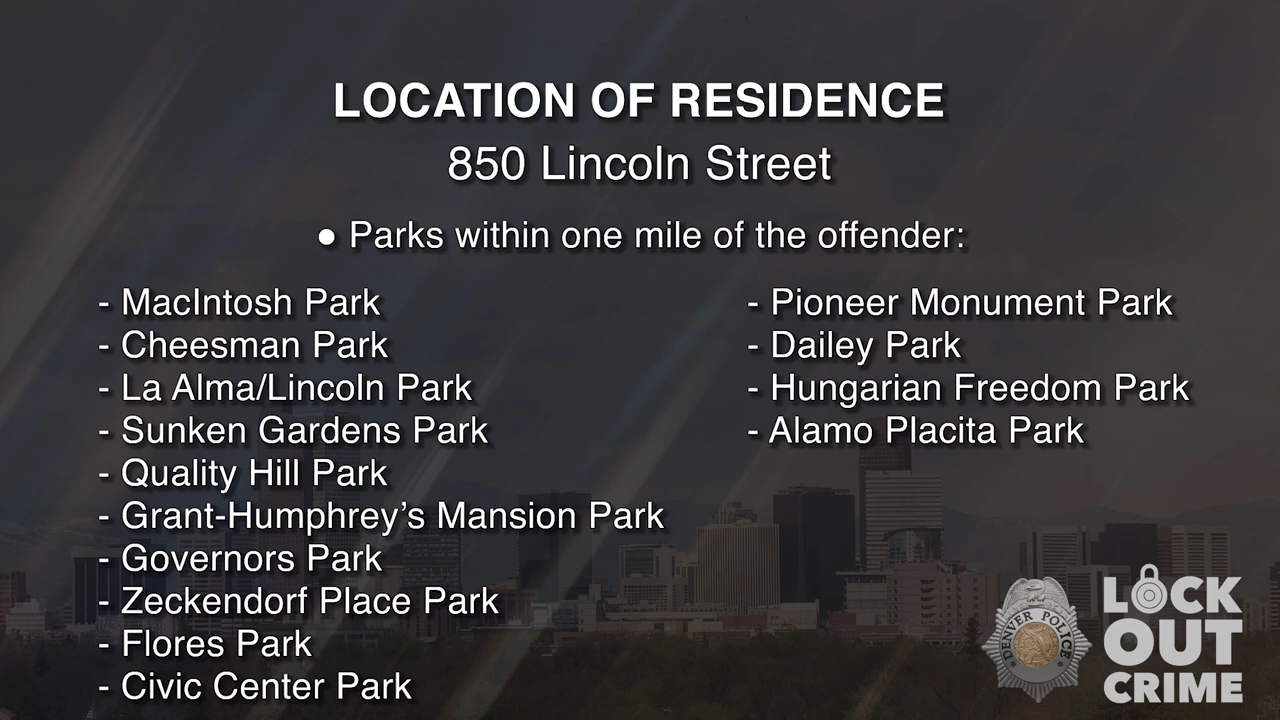 LOCATION OF RESIDENCE
850 Lincoln Street
● Parks within one mile of the offender:
- MacIntosh Park
- Cheesman Park
- La Alma/Lincoln Park
- Sunken Gardens Park
- Quality Hill Park
- Grant-Humphrey’s Mansion Park
- Governors Park
- Zeckendorf Place Park
- Flores Park
- Civic Center Park
- Pioneer Monument Park
- Dailey Park
- Hungarian Freedom Park
- Alamo Placita Park
DENVER POLICE
LOCK
OUT
CRIME